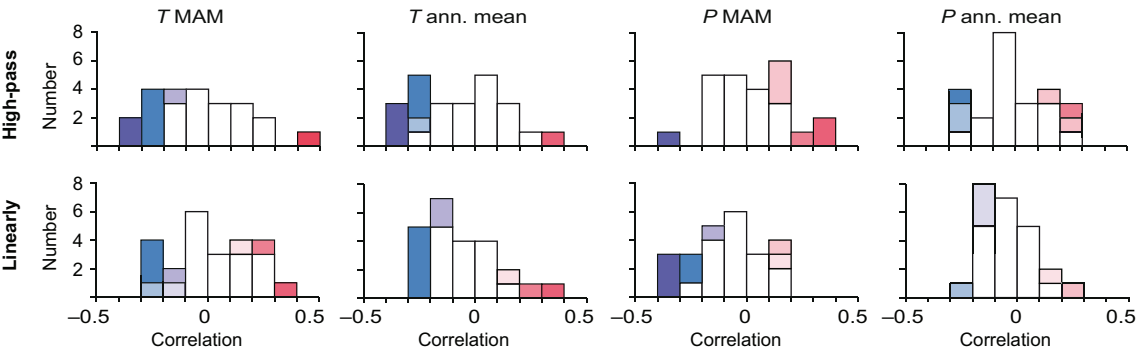 T MAM T ann. mean P MAM P ann. mean
High-pass
Number
8
6
4
2
Linearly
Number
8
6
4
2
–0.5 0 0.5 –0.5 0 0.5 –0.5 0 0.5 –0.5 0 0.5
Correlation Correlation Correlation Correlation